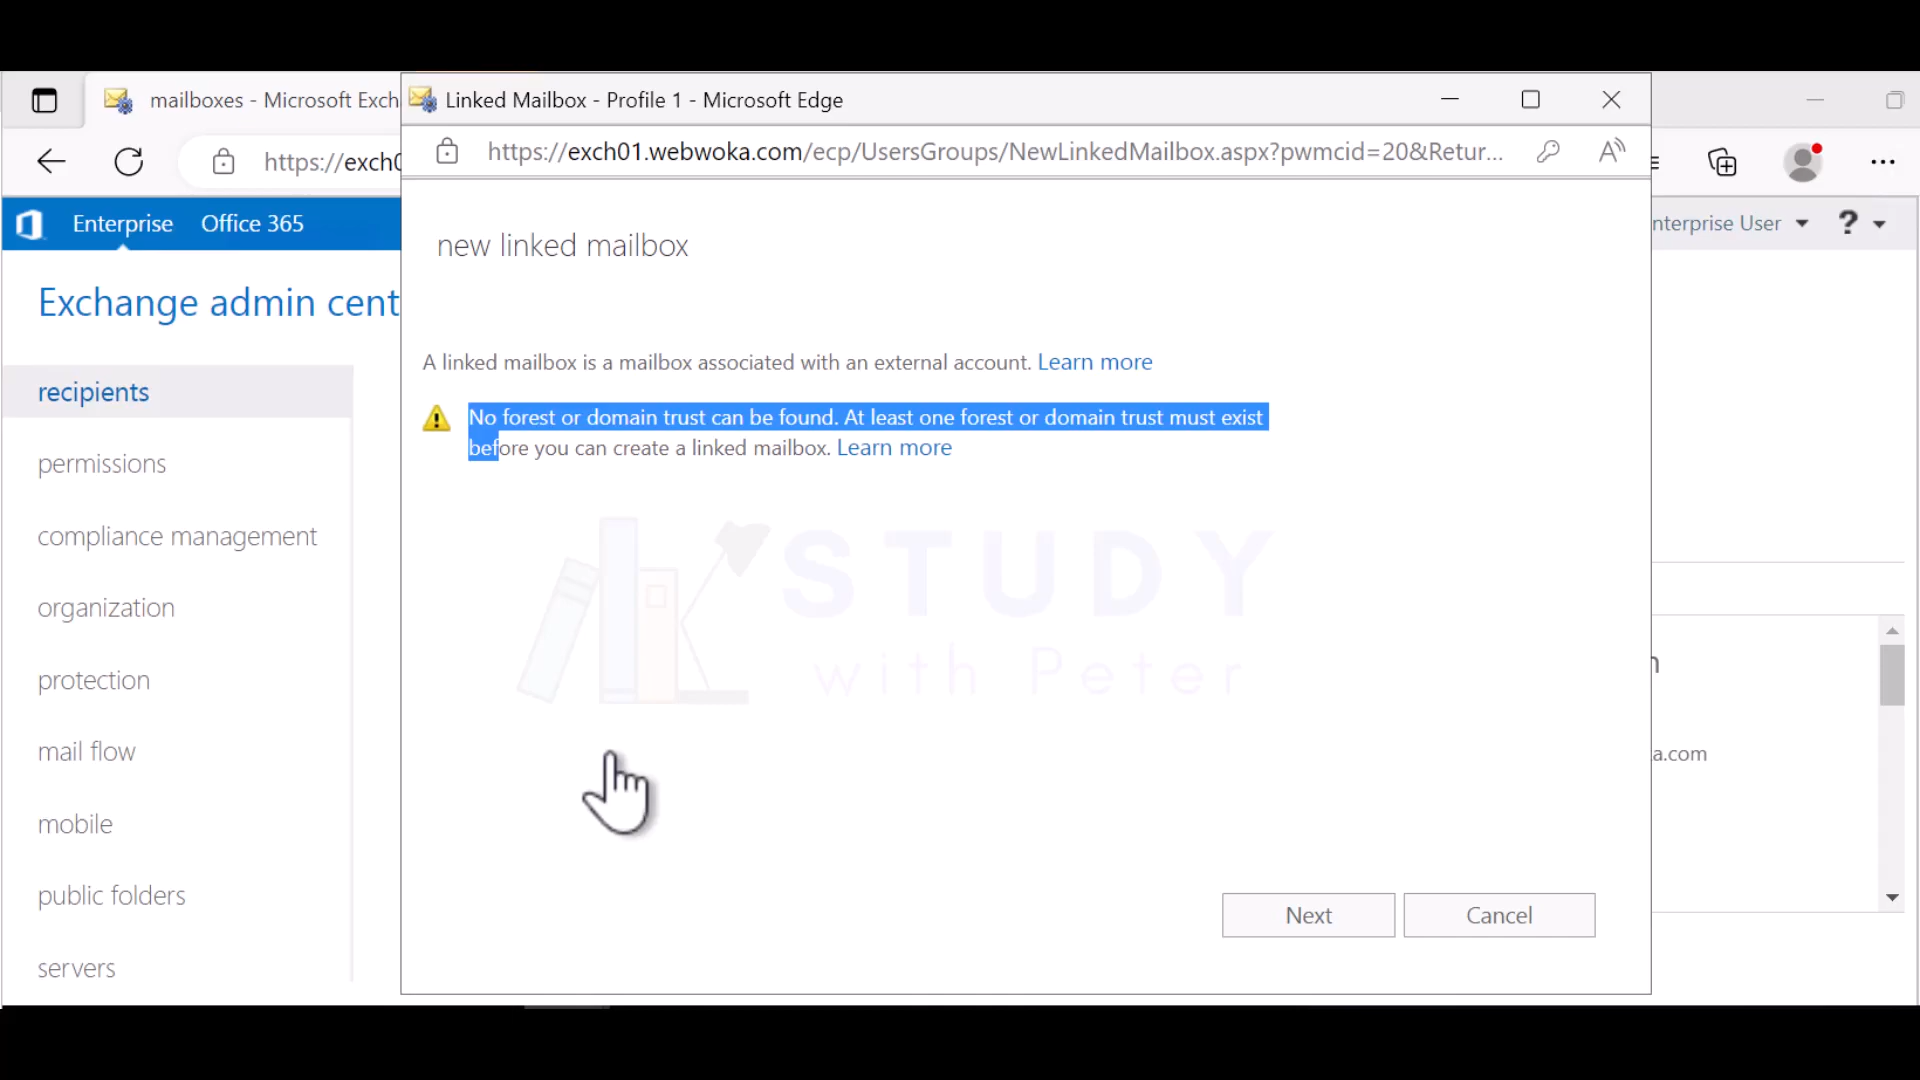 mailboxes - Microsoft Exch
Linked Mailbox - Profile 1 - Microsoft Edge
https://exch0
https://exch01.webwoka.com/ecp/UsersGroups/NewLinkedMailbox.aspx?pwmcid=20&Retur...
Enterprise Office 365
nterprise User
?
Exchange admin cent
new linked mailbox
A linked mailbox is a mailbox associated with an external account. Learn more
No forest or domain trust can be found. At least one forest or domain trust must exist
before you can create a linked mailbox. Learn more
recipients
permissions
compliance management
organization
protection
mail flow
mobile
public folders
servers
STUDY
with Peter
n
a.com
Next Cancel